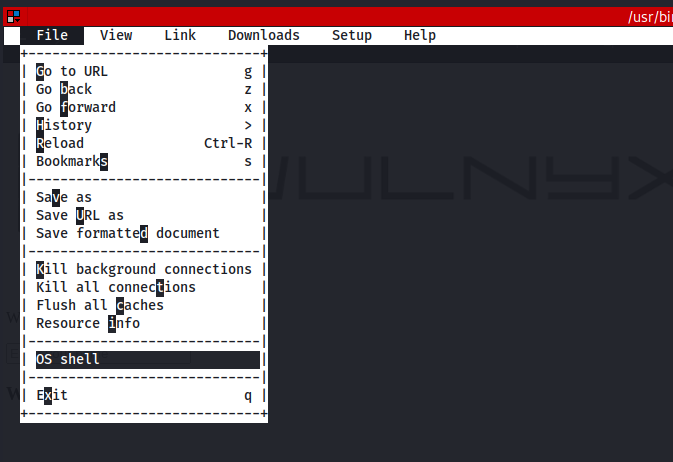 /usr/bin
File View Link Downloads Setup Help
Go to URL g
Go back z
Go forward x
History >
Reload Ctrl-R
Bookmarks s
Save as
Save URL as
Save formatted document
Kill background connections
Kill all connections
Flush all caches
Resource info
OS shell
Exit q